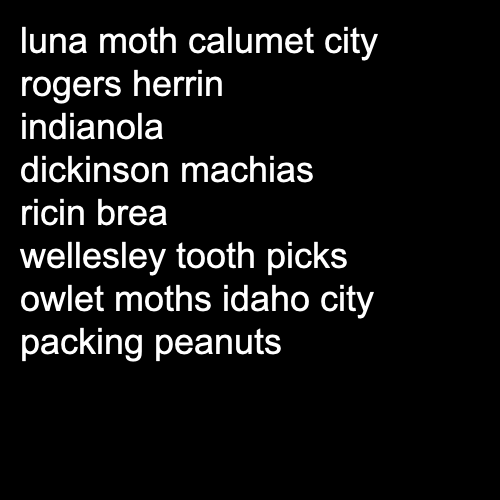 luna moth calumet city
rogers herrin
indianola
dickinson machias
ricin brea
wellesley tooth picks
owlet moths idaho city
packing peanuts